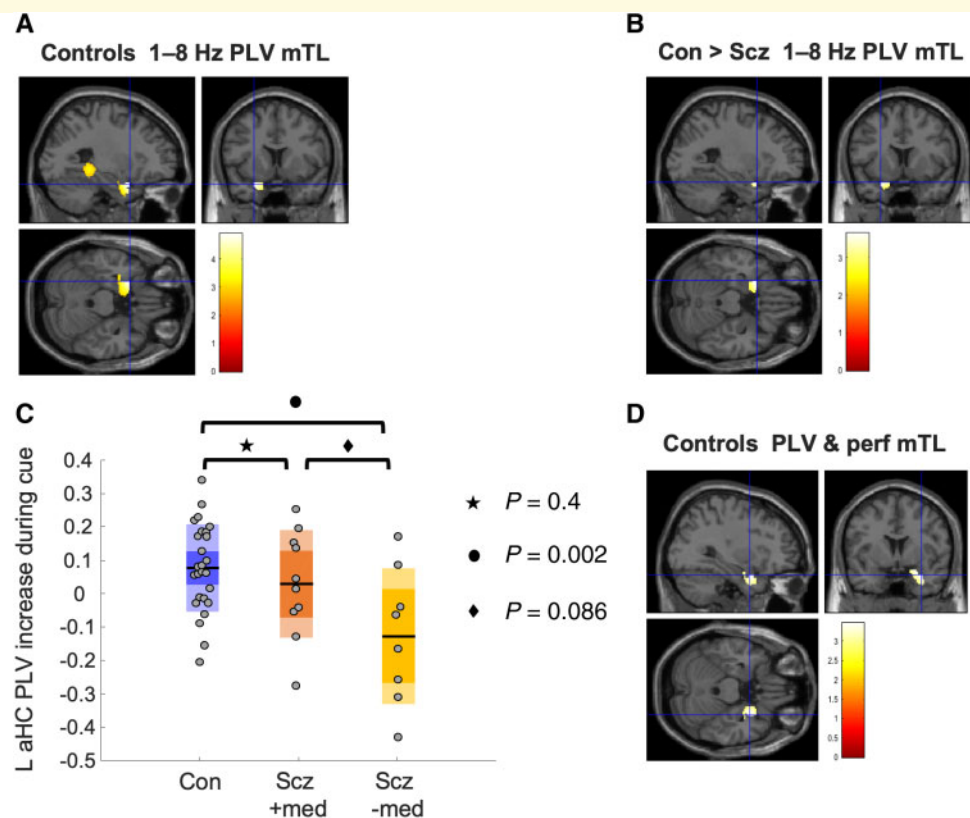 A
Controls 1–8 Hz PLV mTL
4
3
2
1
0
B
Con > Scz 1–8 Hz PLV mTL
3
2
1
0
C
L aHC PLV increase during cue
0.4
0.3
0.2
0.1
0
-0.1
-0.2
-0.3
-0.4
-0.5
Con
Scz
+med
Scz
-med
★ P = 0.4
● P = 0.002
♦ P = 0.086
D
Controls PLV & perf mTL
3
2.5
2
1.5
1
0.5
0